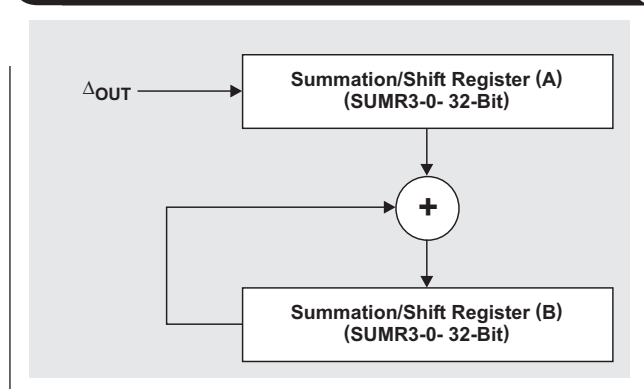 ΔOUT
Summation/Shift Register (A)
(SUMR3-0- 32-Bit)
+
Summation/Shift Register (B)
(SUMR3-0- 32-Bit)